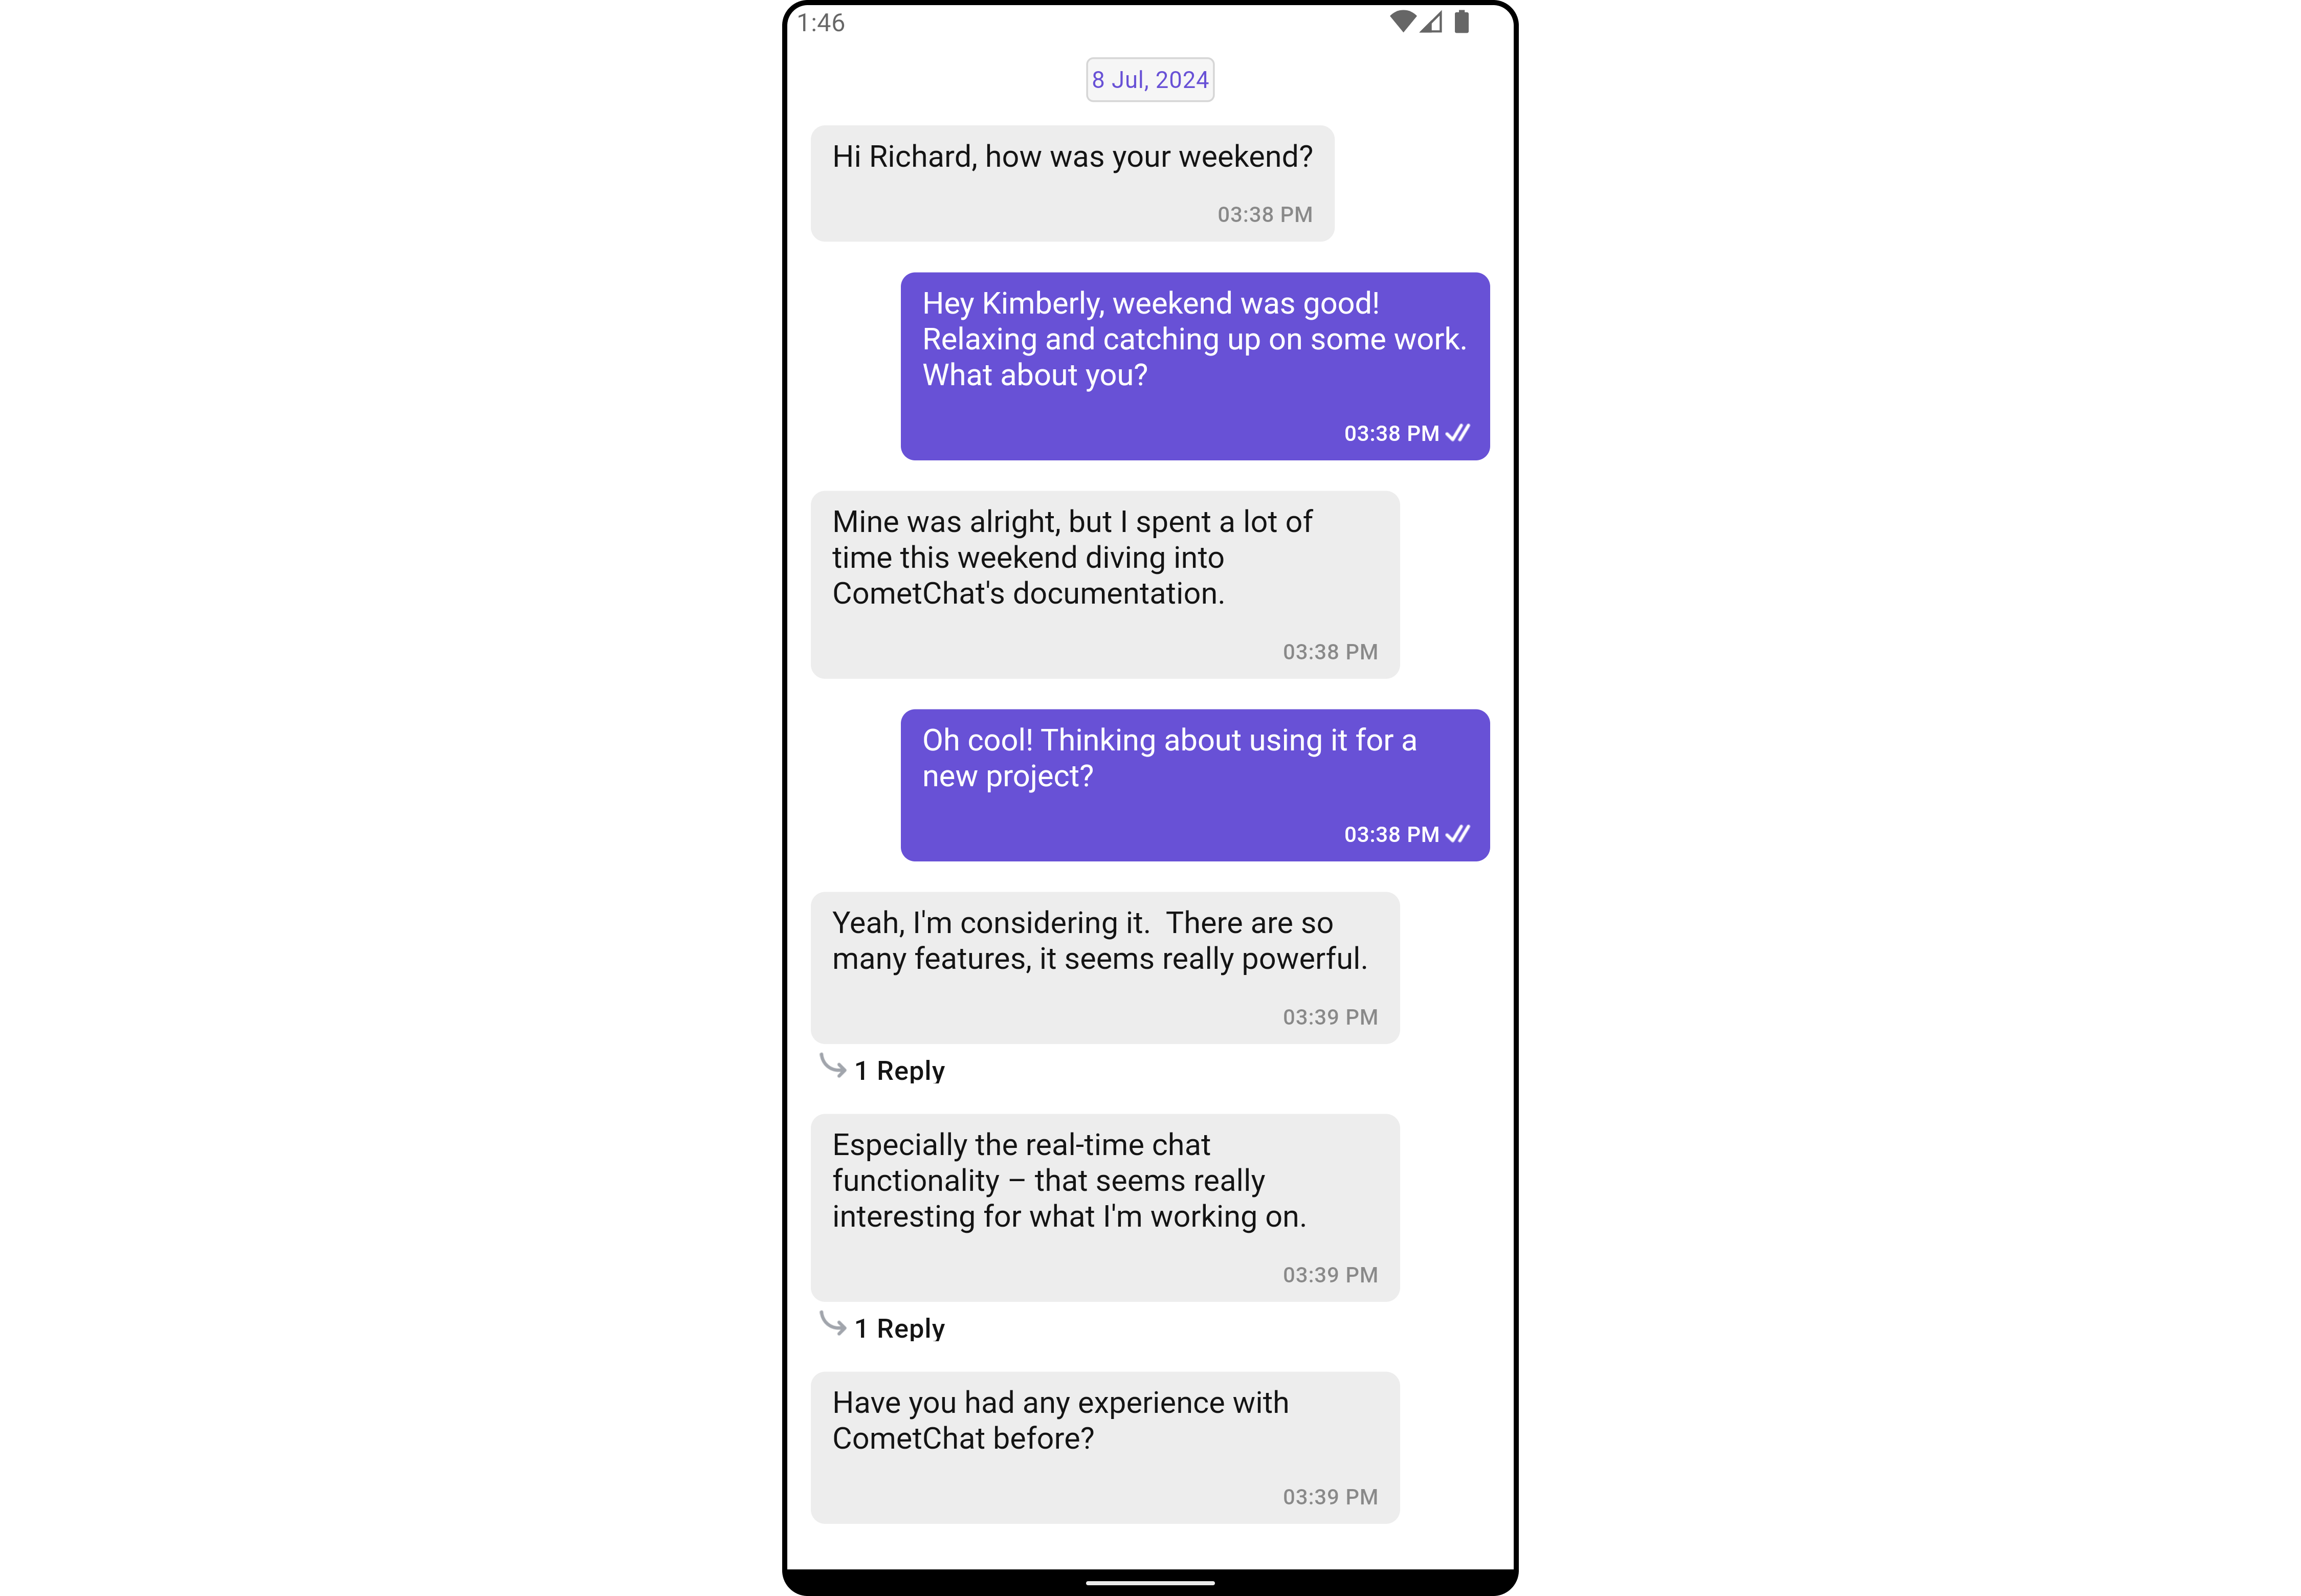 1:46
8 Jul, 2024
Hi Richard, how was your weekend?
03:38 PM
Hey Kimberly, weekend was good!
Relaxing and catching up on some work.
What about you?
03:38 PM
Mine was alright, but I spent a lot of
time this weekend diving into
CometChat's documentation.
03:38 PM
Oh cool! Thinking about using it for a
new project?
03:38 PM
Yeah, I'm considering it.  There are so
many features, it seems really powerful.
03:39 PM
1 Reply
Especially the real-time chat
functionality – that seems really
interesting for what I'm working on.
03:39 PM
1 Reply
Have you had any experience with
CometChat before?
03:39 PM